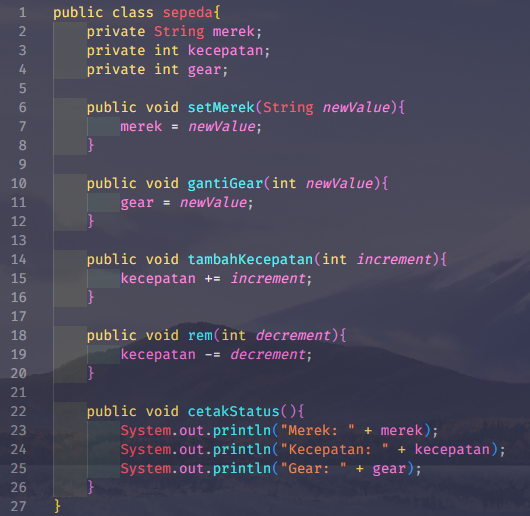 1 public class sepeda{
2     private String merek;
3     private int kecepatan;
4     private int gear;
5
6     public void setMerek(String newValue){
7         merek = newValue;
8     }
9
10     public void gantiGear(int newValue){
11         gear = newValue;
12     }
13
14     public void tambahKecepatan(int increment){
15         kecepatan += increment;
16     }
17
18     public void rem(int decrement){
19         kecepatan -= decrement;
20     }
21
22     public void cetakStatus(){
23         System.out.println("Merek: " + merek);
24         System.out.println("Kecepatan: " + kecepatan);
25         System.out.println("Gear: " + gear);
26     }
27 }